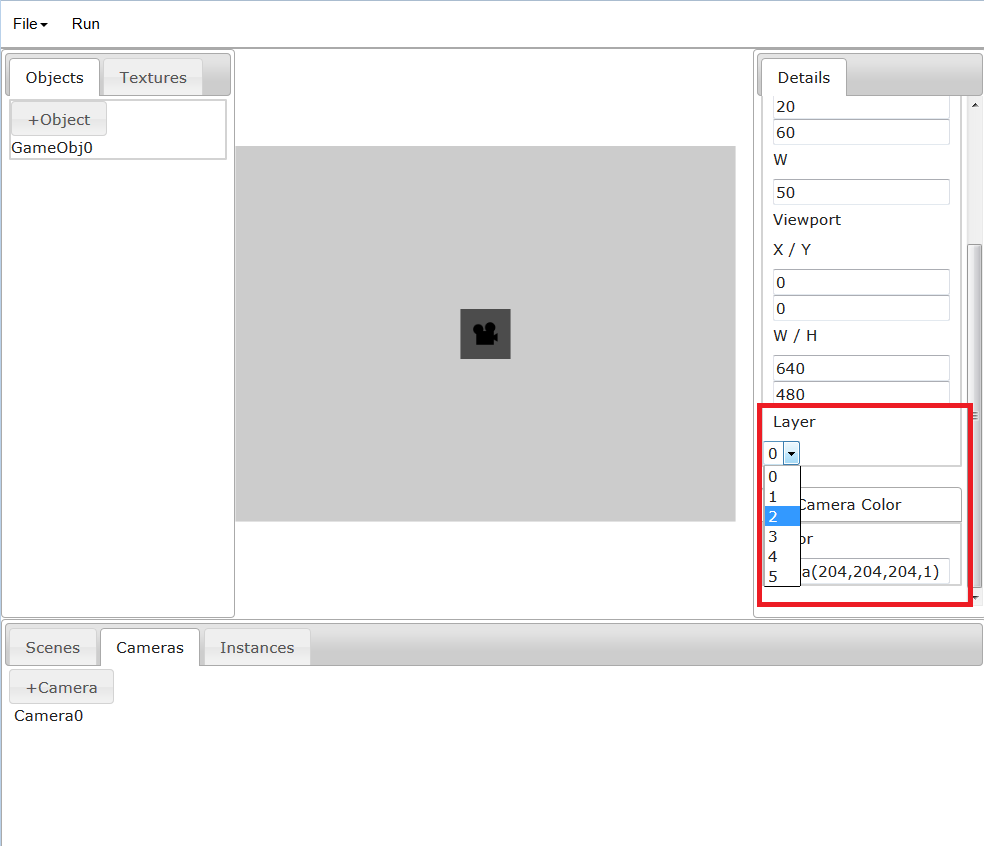 File Run
Objects Textures
+Object
GameObj0
Details
20
60
W
50
Viewport
X / Y
0
0
W / H
640
480
Layer
0
0
1
2
3
4
5
Camera Color
or
a(204,204,204,1)
Scenes Cameras Instances
+Camera
Camera0